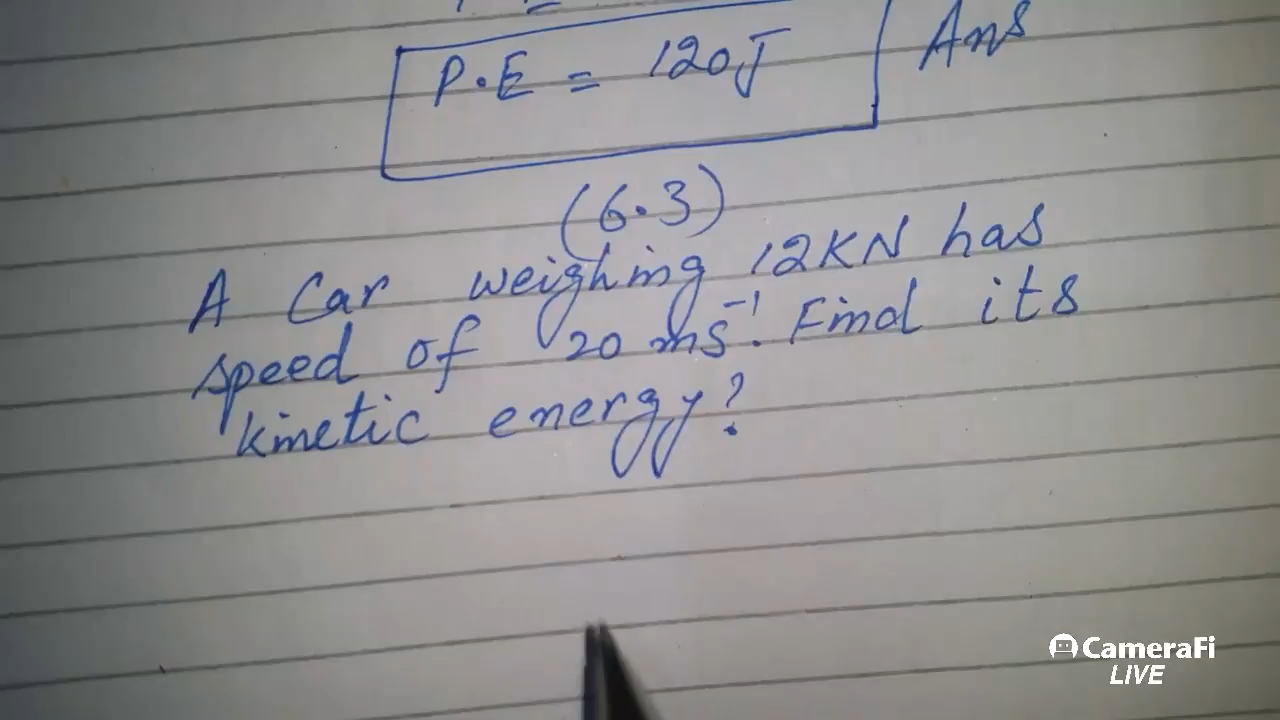 P.E = 120J Ans
(6.3)
A Car weighing 12KN has
speed of 20 ms⁻¹. Find its
kinetic energy?
CameraFi
LIVE